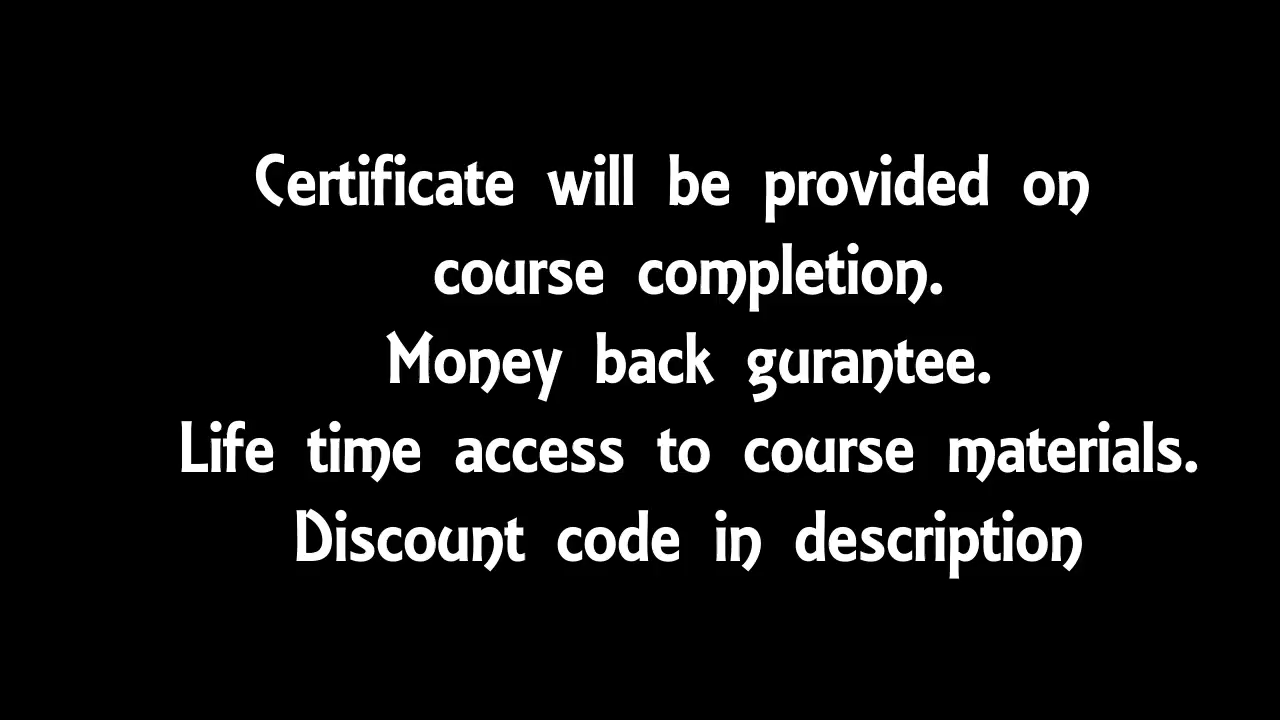 Certificate will be provided on
course completion.
Money back gurantee.
Life time access to course materials.
Discount code in description